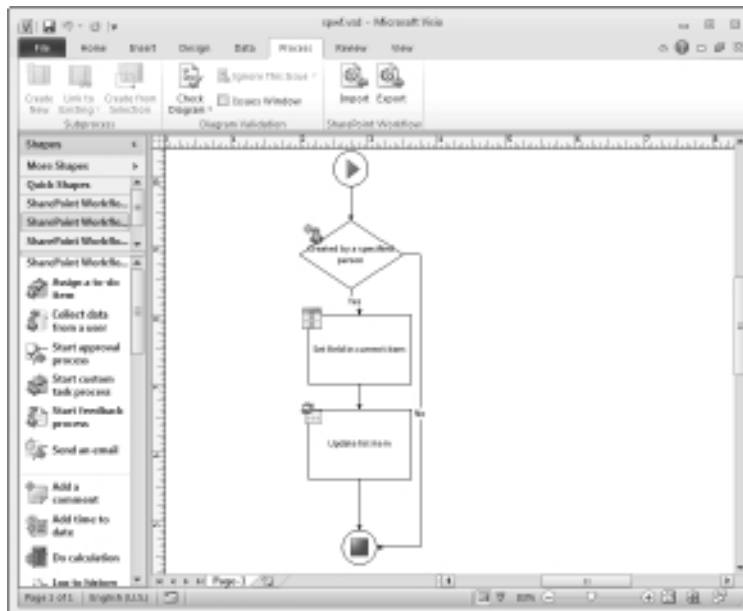 spwf.vsd - Microsoft Visio
File Home Insert Design Data Process Review View
Create New
Link to Existing
Create from Selection
Subprocess
Check Diagram
Ignore This Issue
Issues Window
Diagram Validation
Import Export
SharePoint Workflow
Shapes
More Shapes
Quick Shapes
SharePoint Workflo...
SharePoint Workflo...
SharePoint Workflo...
SharePoint Workflo...
Assign a to-do item
Collect data from a user
Start approval process
Start custom task process
Start feedback process
Send an email
Add a comment
Add time to date
Do calculation
Log to history
Created by a specified person
Yes
Set field in current item
No
Update list item
Page-1
Page 1 of 1 English (U.S.)